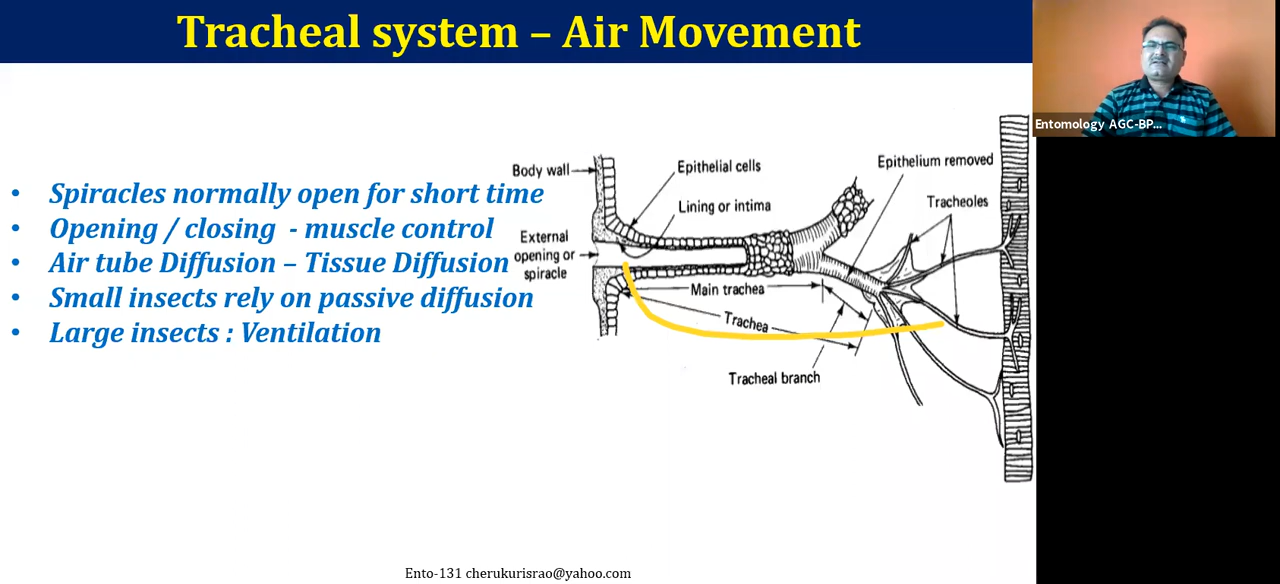 Tracheal system – Air Movement
Entomology AGC-BP...
• Spiracles normally open for short time
• Opening / closing - muscle control
• Air tube Diffusion – Tissue Diffusion
• Small insects rely on passive diffusion
• Large insects : Ventilation
Body wall
Epithelial cells
Epithelium removed
Lining or intima
Tracheoles
External
opening or
spiracle
Main trachea
Trachea
Tracheal branch
Ento-131 cherukurisrao@yahoo.com